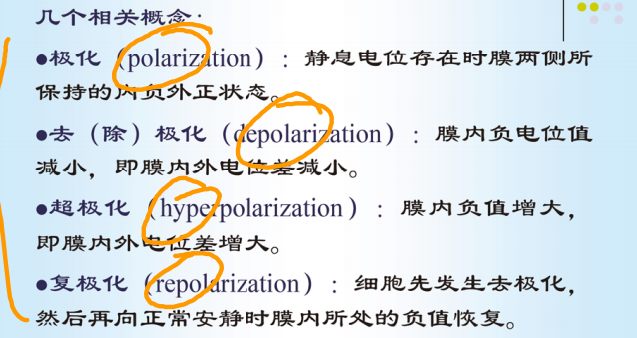 几个相关概念：
●极化（polarization）：静息电位存在时膜两侧所
保持的内负外正状态。
●去（除）极化（depolarization）：膜内负电位值
减小，即膜内外电位差减小。
●超极化（hyperpolarization）：膜内负值增大，
即膜内外电位差增大。
●复极化（repolarization）：细胞先发生去极化，
然后再向正常安静时膜内所处的负值恢复。